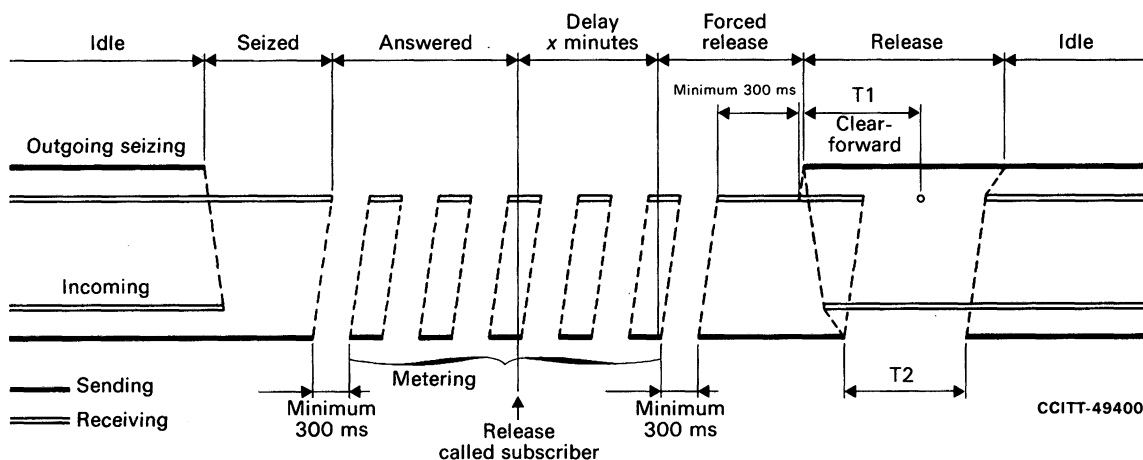 Idle
Seized
Answered
Delay
x minutes
Forced
release
Release
Idle
Minimum 300 ms
T1
Clear-
forward
Outgoing seizing
Incoming
Sending
Receiving
Metering
Minimum
300 ms
Release
called subscriber
Minimum
300 ms
T2
CCITT-49400